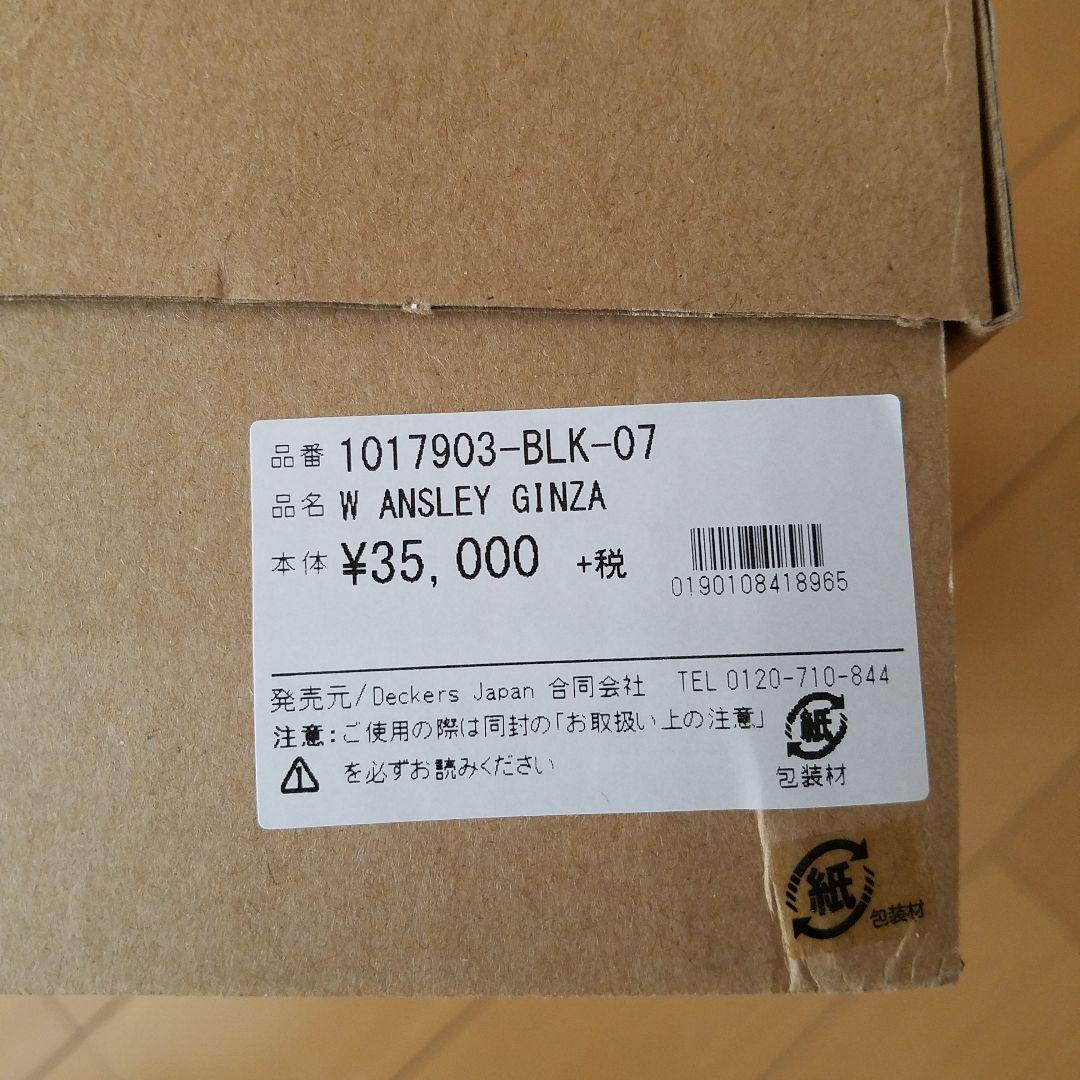 品番 1017903-BLK-07
品名 W ANSLEY GINZA
本体 ¥35,000 +税
0190108418965
発売元/Deckers Japan 合同会社 TEL 0120-710-844
注意:ご使用の際は同封の「お取扱い上の注意」
を必ずお読みください
紙
包装材
紙
包装材